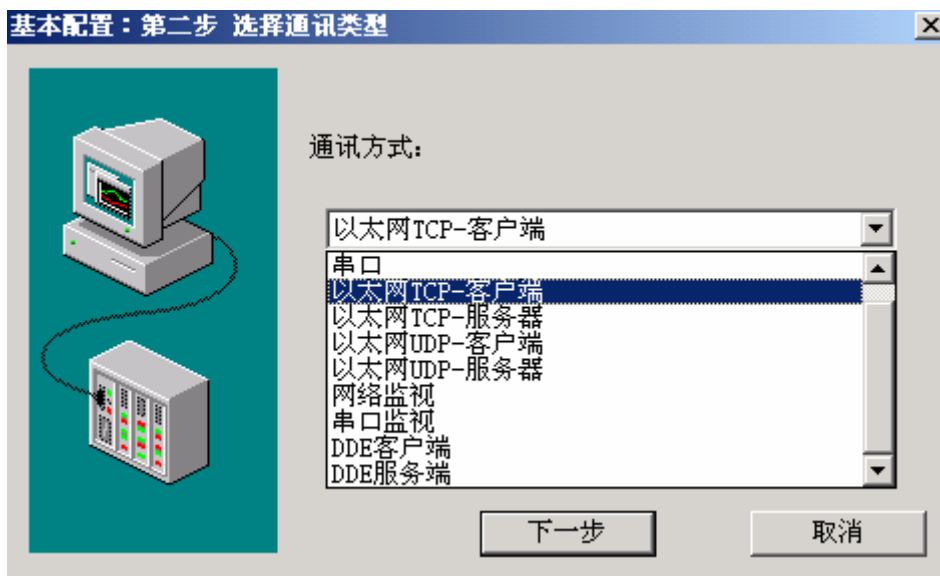 基本配置：第二步 选择通讯类型
通讯方式：
以太网TCP-客户端
串口
以太网TCP-客户端
以太网TCP-服务器
以太网UDP-客户端
以太网UDP-服务器
网络监视
串口监视
DDE客户端
DDE服务端
下一步
取消